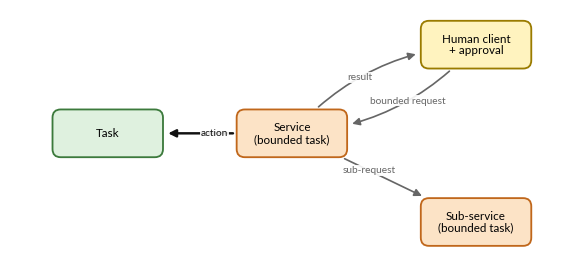 Human client
+ approval
result
bounded request
Task
action
Service
(bounded task)
sub-request
Sub-service
(bounded task)